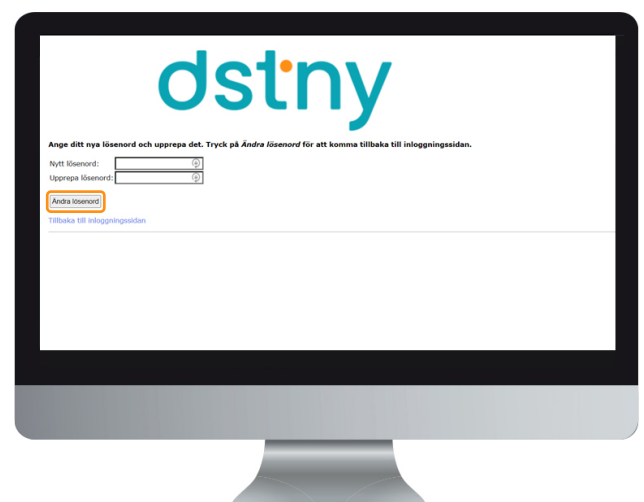 dstny
Ange ditt nya lösenord och upprepa det. Tryck på Ändra lösenord för att komma tillbaka till inloggningssidan.
Nytt lösenord:
Upprepa lösenord:
Ändra lösenord
Tillbaka till inloggningssidan